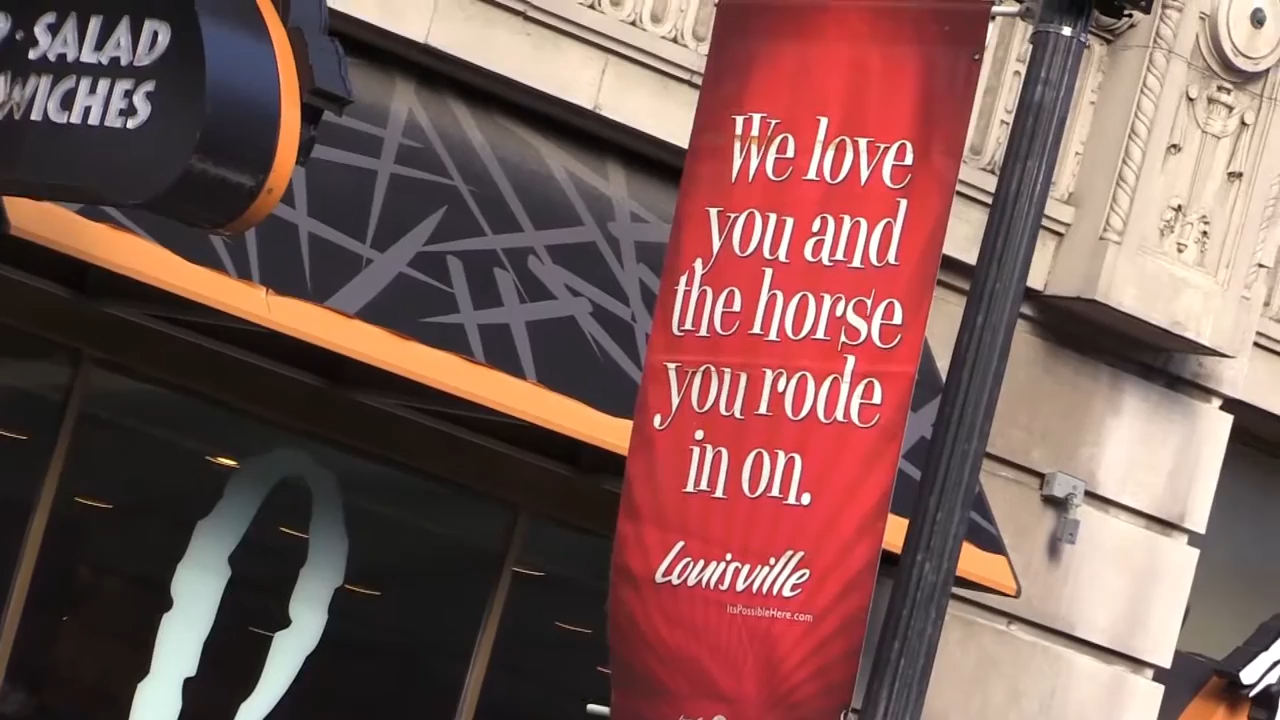 · SALAD
WICHES
We love
you and
the horse
you rode
in on.
Louisville
ItsPossibleHere.com